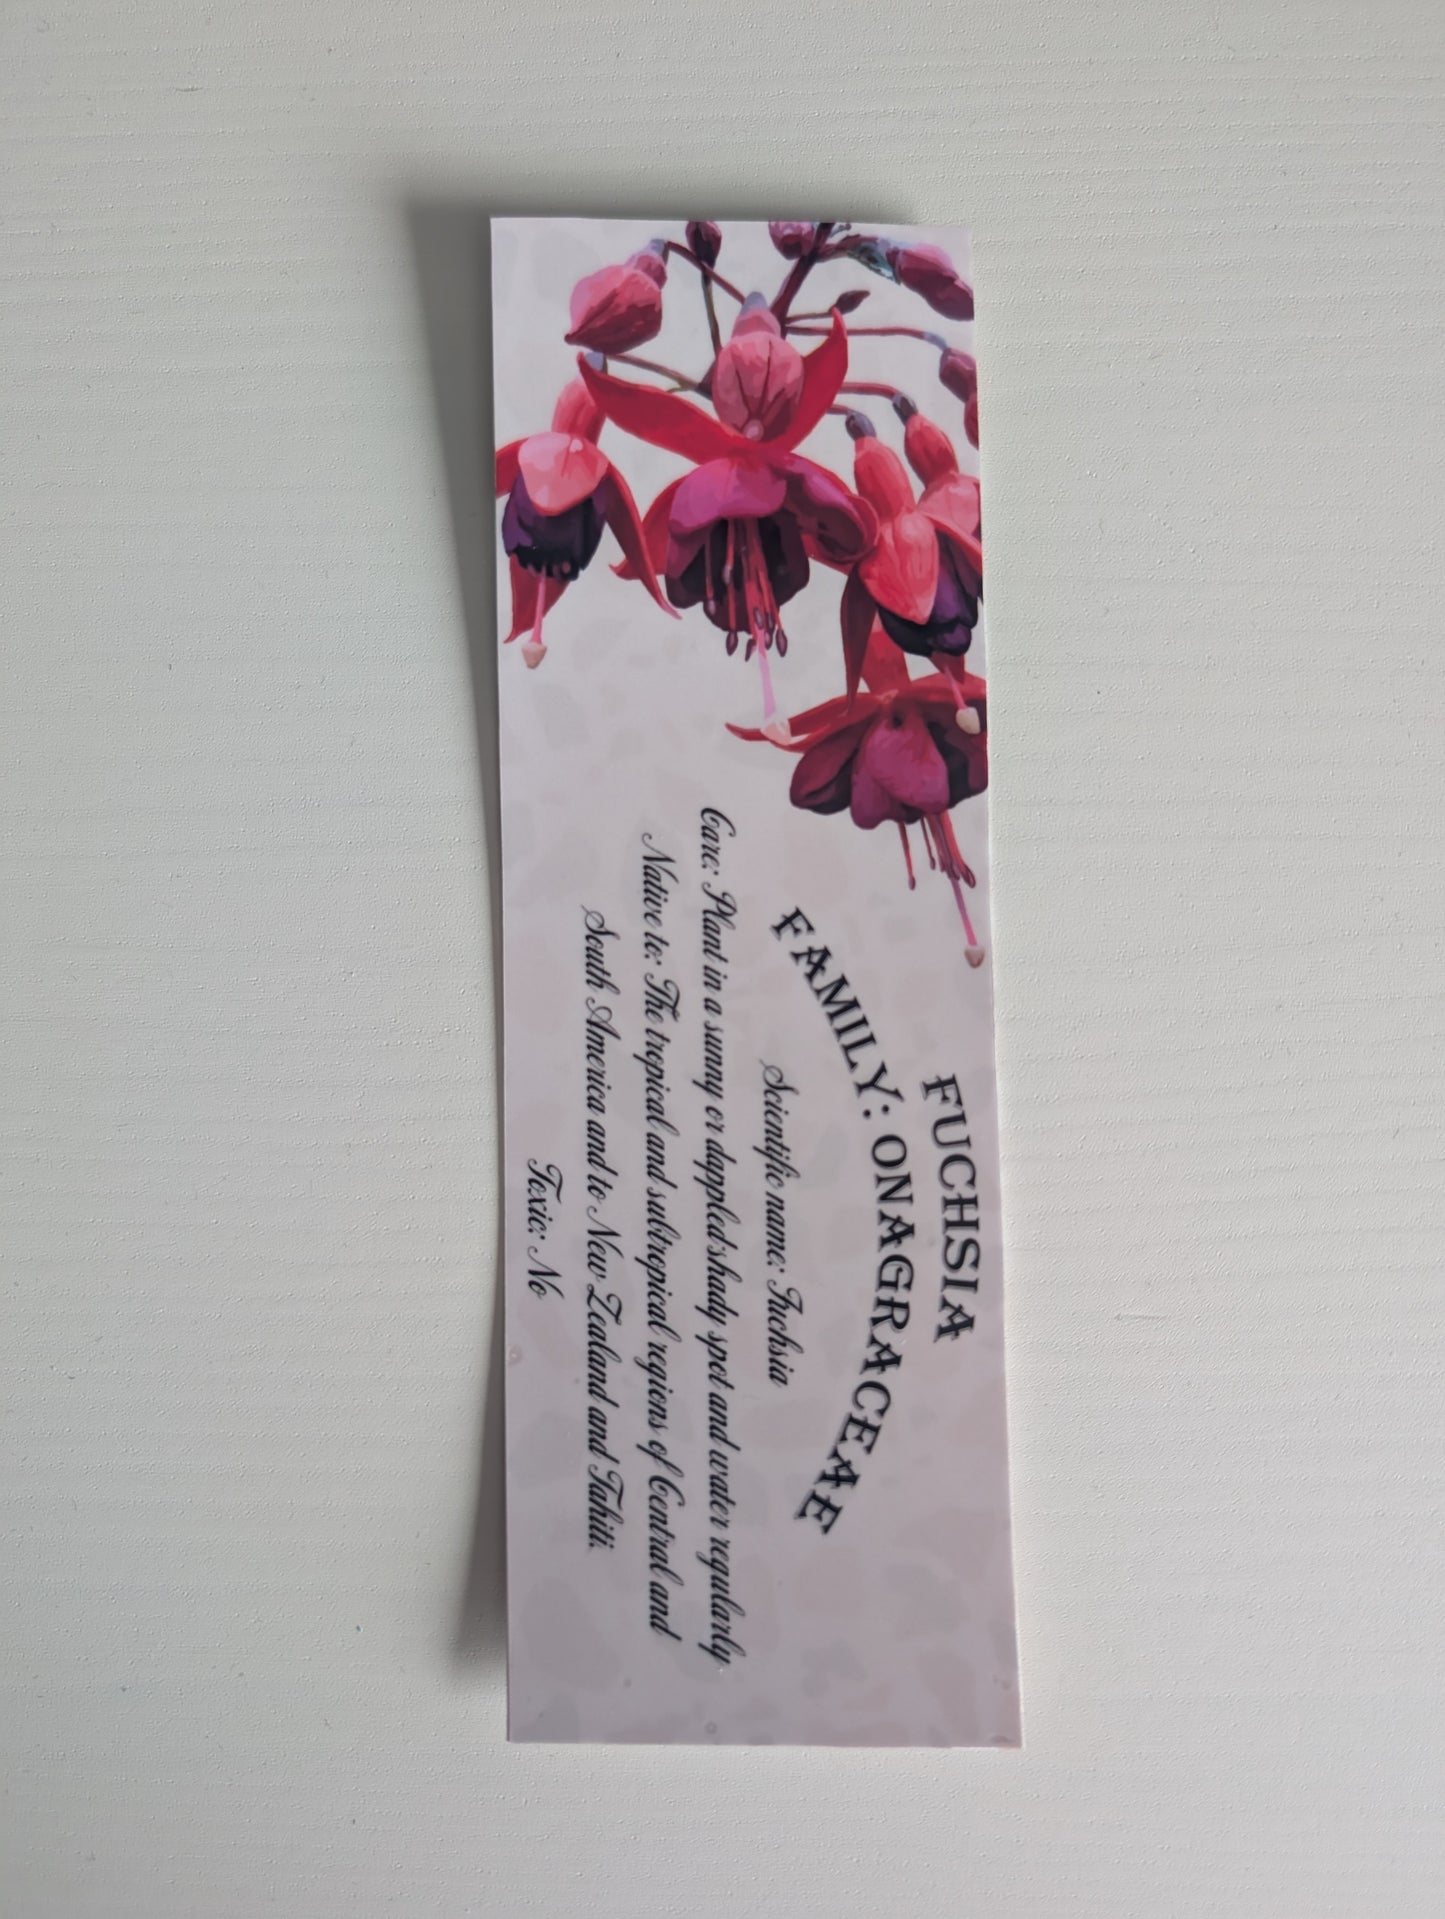 FUCHSIA
FAMILY: ONAGRACEAE
Scientific name: Fuchsia
Care: Plant in a sunny or dappled shady spot and water regularly
Native to: The tropical and subtropical regions of Central and
South America and to New Zealand and Tahiti.
Toxic: No